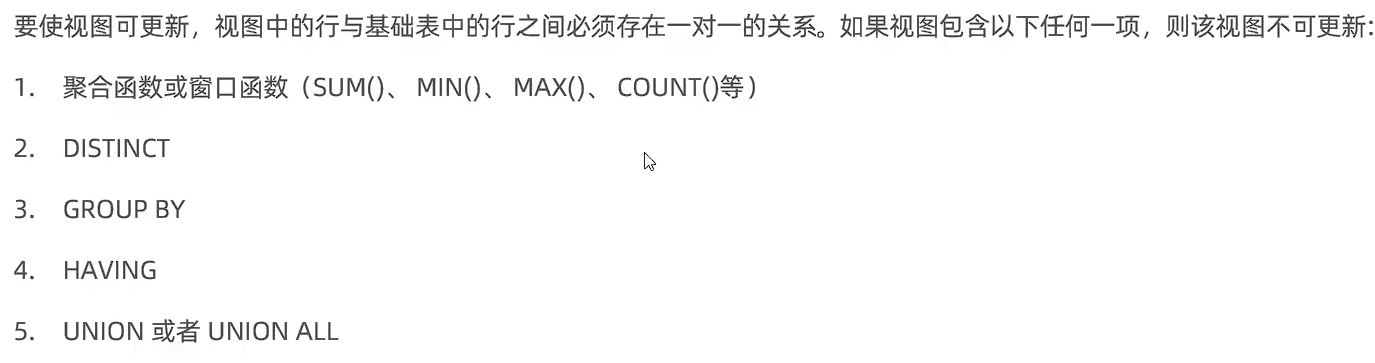 要使视图可更新，视图中的行与基础表中的行之间必须存在一对一的关系。如果视图包含以下任何一项，则该视图不可更新:
1. 聚合函数或窗口函数（SUM()、 MIN()、 MAX()、 COUNT()等）
2. DISTINCT
3. GROUP BY
4. HAVING
5. UNION 或者 UNION ALL